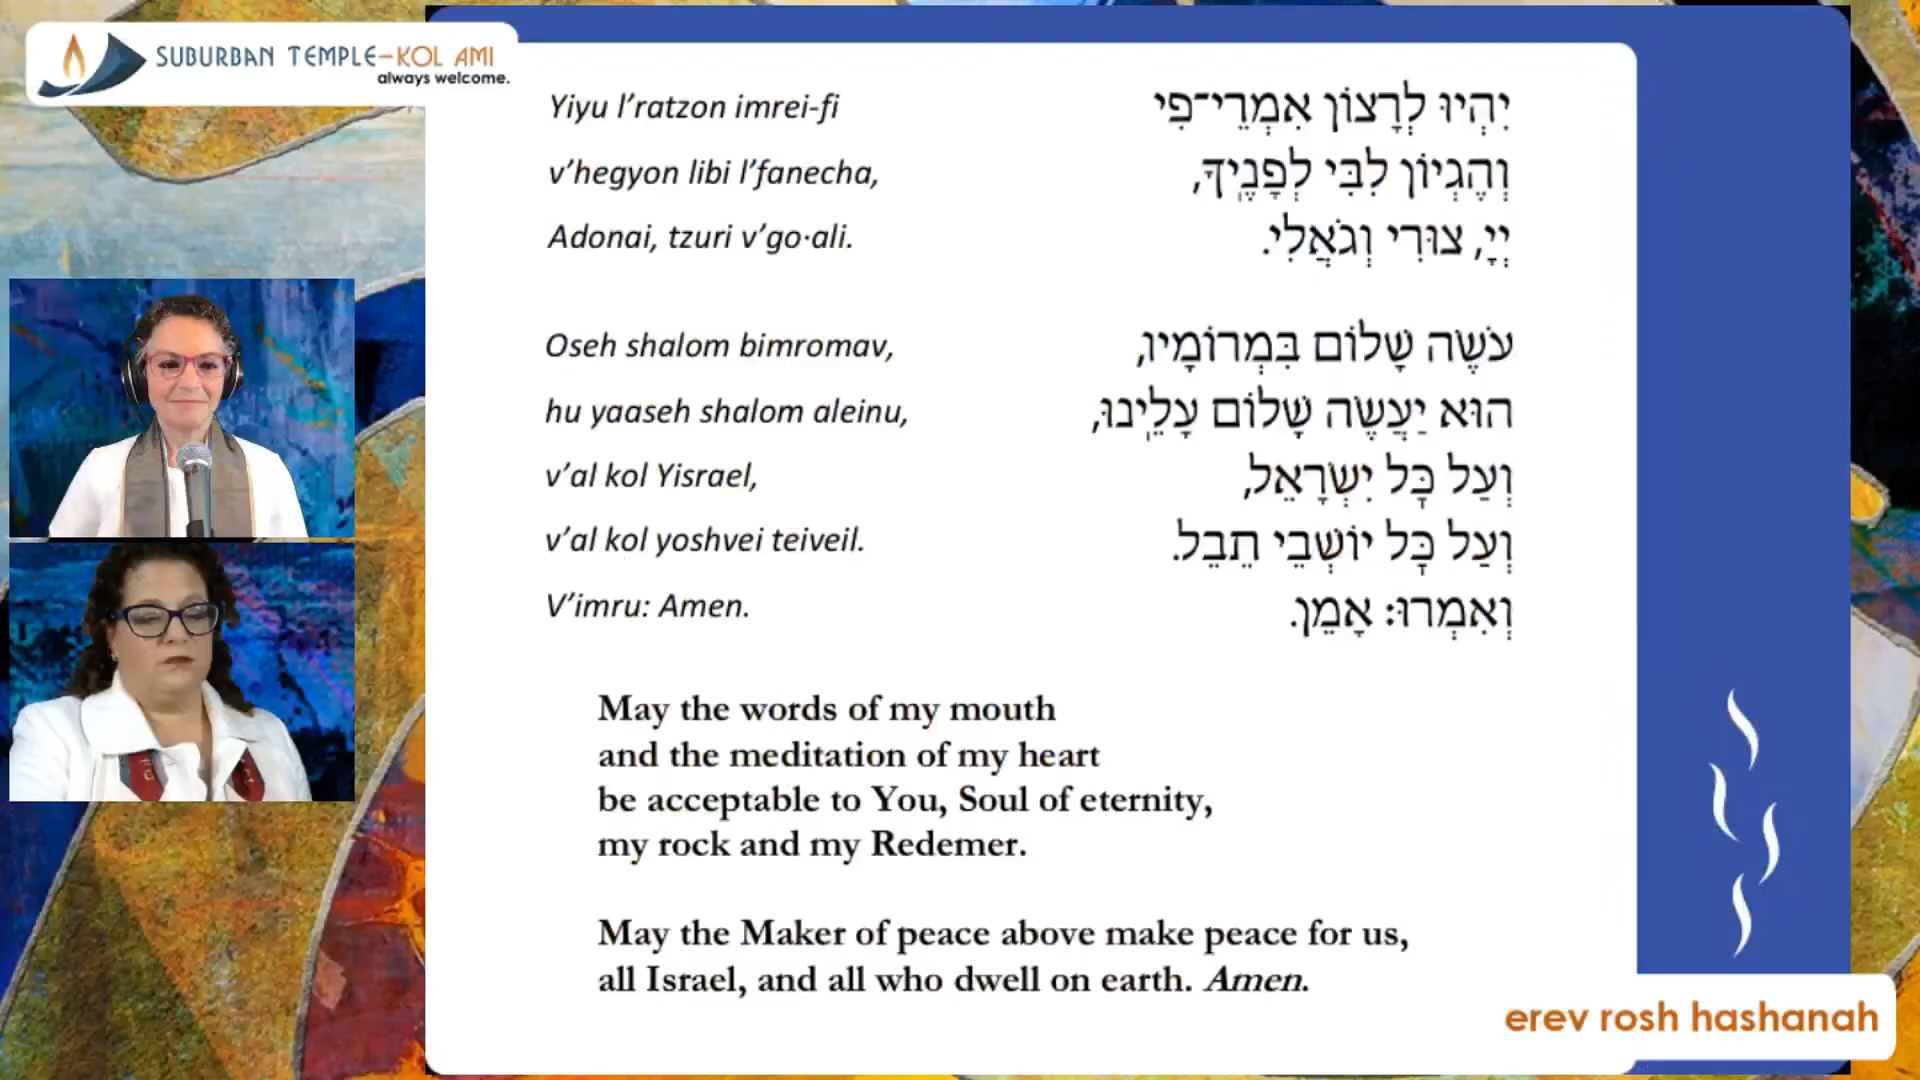 SUBURBAN TEMPLE–KOL AMI
always welcome.
Yiyu l’ratzon imrei-fi
v’hegyon libi l’fanecha,
Adonai, tzuri v’go·ali.
יִהְיוּ לְרָצוֹן אִמְרֵי־פִי
וְהֶגְיוֹן לִבִּי לְפָנֶֽיךָ,
יְיָ, צוּרִי וְגֹאֲלִי.
Oseh shalom bimromav,
hu yaaseh shalom aleinu,
v’al kol Yisrael,
v’al kol yoshvei teiveil.
V’imru: Amen.
עֹשֶׂה שָׁלוֹם בִּמְרוֹמָיו,
הוּא יַעֲשֶׂה שָׁלוֹם עָלֵֽינוּ,
וְעַל כׇּל יִשְׂרָאֵל,
וְעַל כׇּל יוֹשְׁבֵי תֵבֵל.
וְאִמְרוּ: אָמֵן.
May the words of my mouth
and the meditation of my heart
be acceptable to You, Soul of eternity,
my rock and my Redemer.
May the Maker of peace above make peace for us,
all Israel, and all who dwell on earth. Amen.
erev rosh hashanah